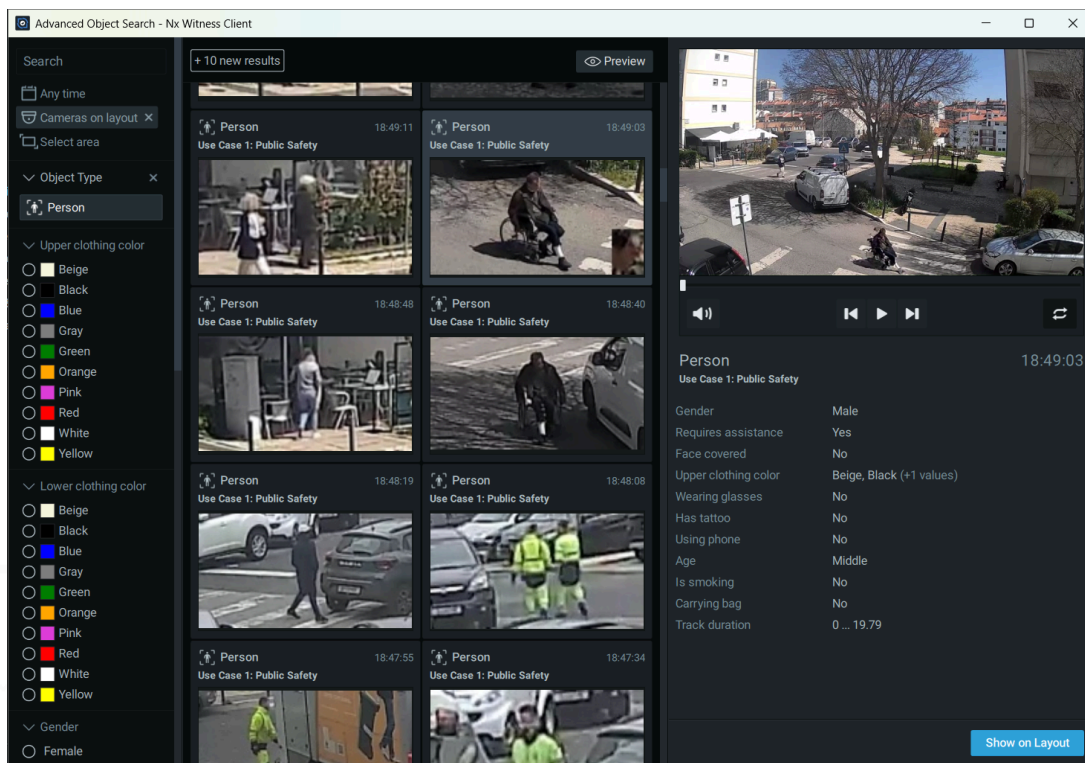 Advanced Object Search - Nx Witness Client
Search
Any time
Cameras on layout
Select area
Object Type
Person
Upper clothing color
Beige
Black
Blue
Gray
Green
Orange
Pink
Red
White
Yellow
Lower clothing color
Beige
Black
Blue
Gray
Green
Orange
Pink
Red
White
Yellow
Gender
Female
+ 10 new results
Preview
Person 18:49:11
Use Case 1: Public Safety
Person 18:49:03
Use Case 1: Public Safety
Person 18:48:48
Use Case 1: Public Safety
Person 18:48:40
Use Case 1: Public Safety
Person 18:48:19
Use Case 1: Public Safety
Person 18:48:08
Use Case 1: Public Safety
Person 18:47:55
Use Case 1: Public Safety
Person 18:47:34
Use Case 1: Public Safety
Person 18:49:03
Use Case 1: Public Safety
Gender Male
Requires assistance Yes
Face covered No
Upper clothing color Beige, Black (+1 values)
Wearing glasses No
Has tattoo No
Using phone No
Age Middle
Is smoking No
Carrying bag No
Track duration 0 ... 19.79
Show on Layout